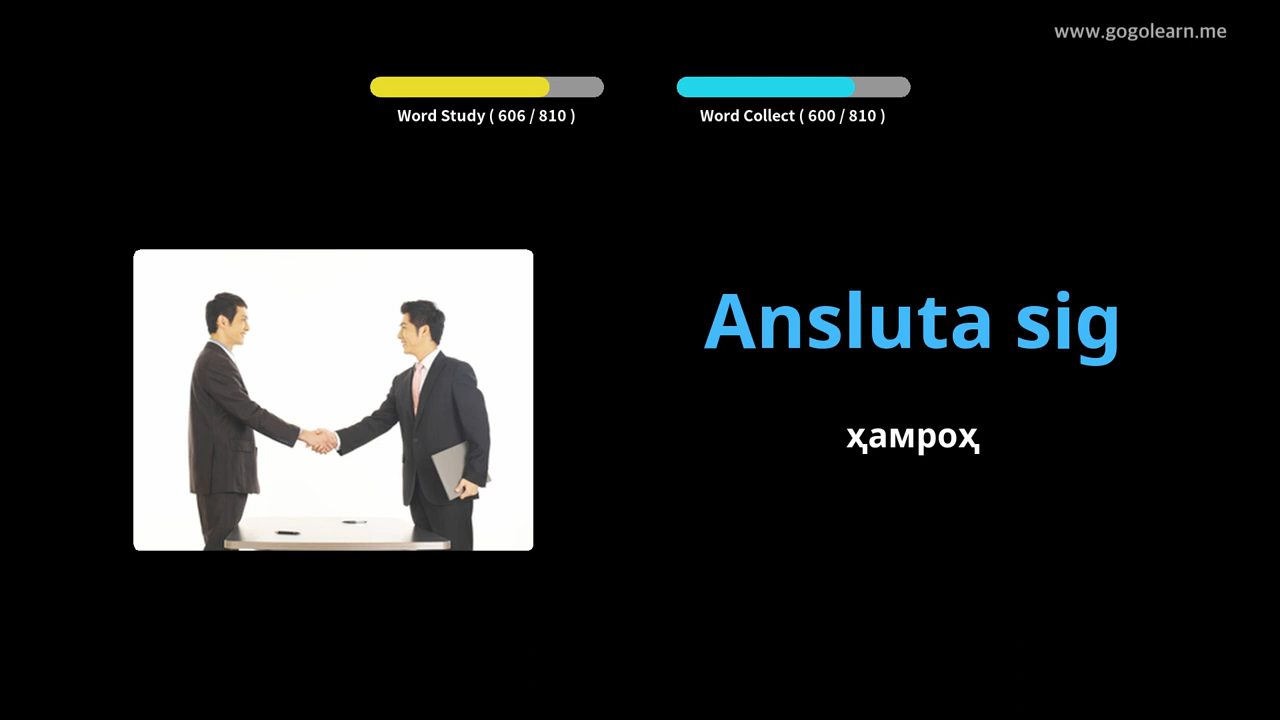 www.gogolearn.me
Word Study ( 606 / 810 )
Word Collect ( 600 / 810 )
Ansluta sig
ҳамроҳ